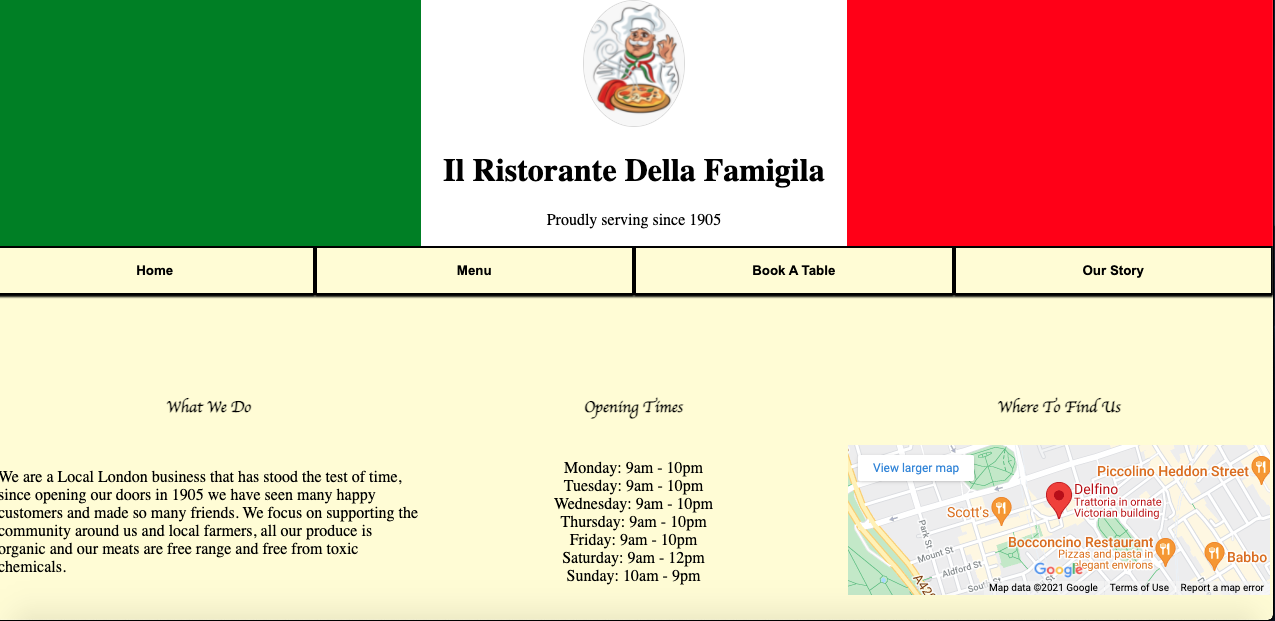 Il Ristorante Della Famigila
Proudly serving since 1905
Home
Menu
Book A Table
Our Story
What We Do
We are a Local London business that has stood the test of time,
since opening our doors in 1905 we have seen many happy
customers and made so many friends. We focus on supporting the
community around us and local farmers, all our produce is
organic and our meats are free range and free from toxic
chemicals.
Opening Times
Monday: 9am - 10pm
Tuesday: 9am - 10pm
Wednesday: 9am - 10pm
Thursday: 9am - 10pm
Friday: 9am - 10pm
Saturday: 9am - 12pm
Sunday: 10am - 9pm
Where To Find Us
View larger map
Piccolino Heddon Street
Delfino
Trattoria in ornate
Victorian building
Scott's
Park St
Bocconcino Restaurant
Pizzas and pasta in
elegant environs
Babbo
Mount St
Aldford St
Google
Map data ©2021 Google
Terms of Use
Report a map error